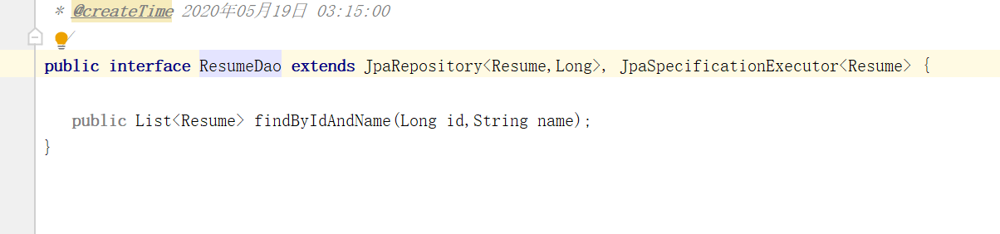 * @createTime 2020年05月19日 03:15:00
/
public interface ResumeDao extends JpaRepository<Resume,Long>, JpaSpecificationExecutor<Resume> {
public List<Resume> findByIdAndName(Long id,String name);
}